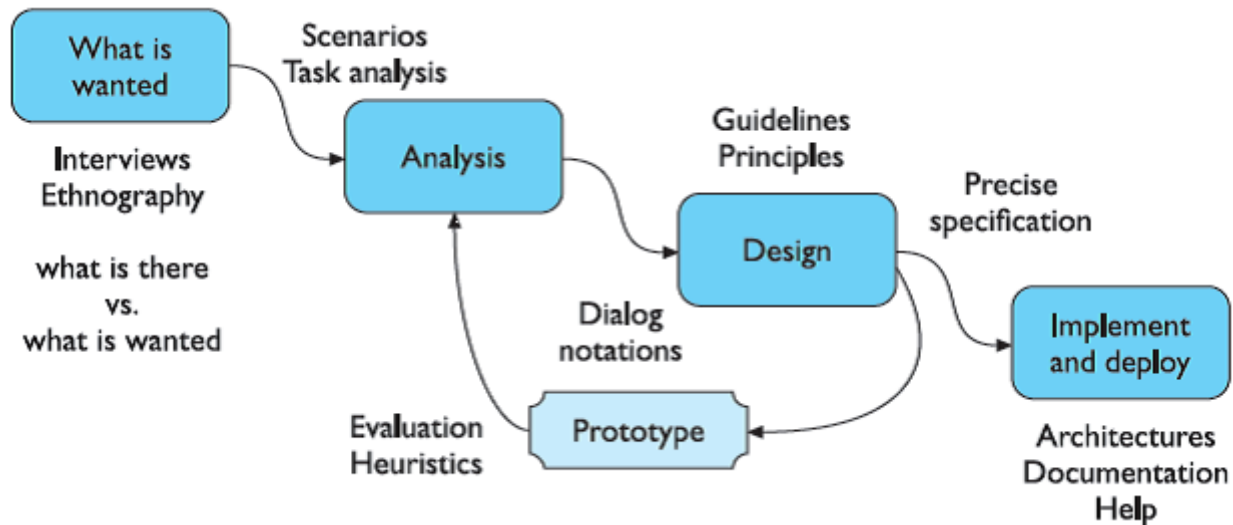 What is
wanted
Interviews
Ethnography
what is there
vs.
what is wanted
Scenarios
Task analysis
Analysis
Guidelines
Principles
Design
Precise
specification
Implement
and deploy
Architectures
Documentation
Help
Dialog
notations
Prototype
Evaluation
Heuristics